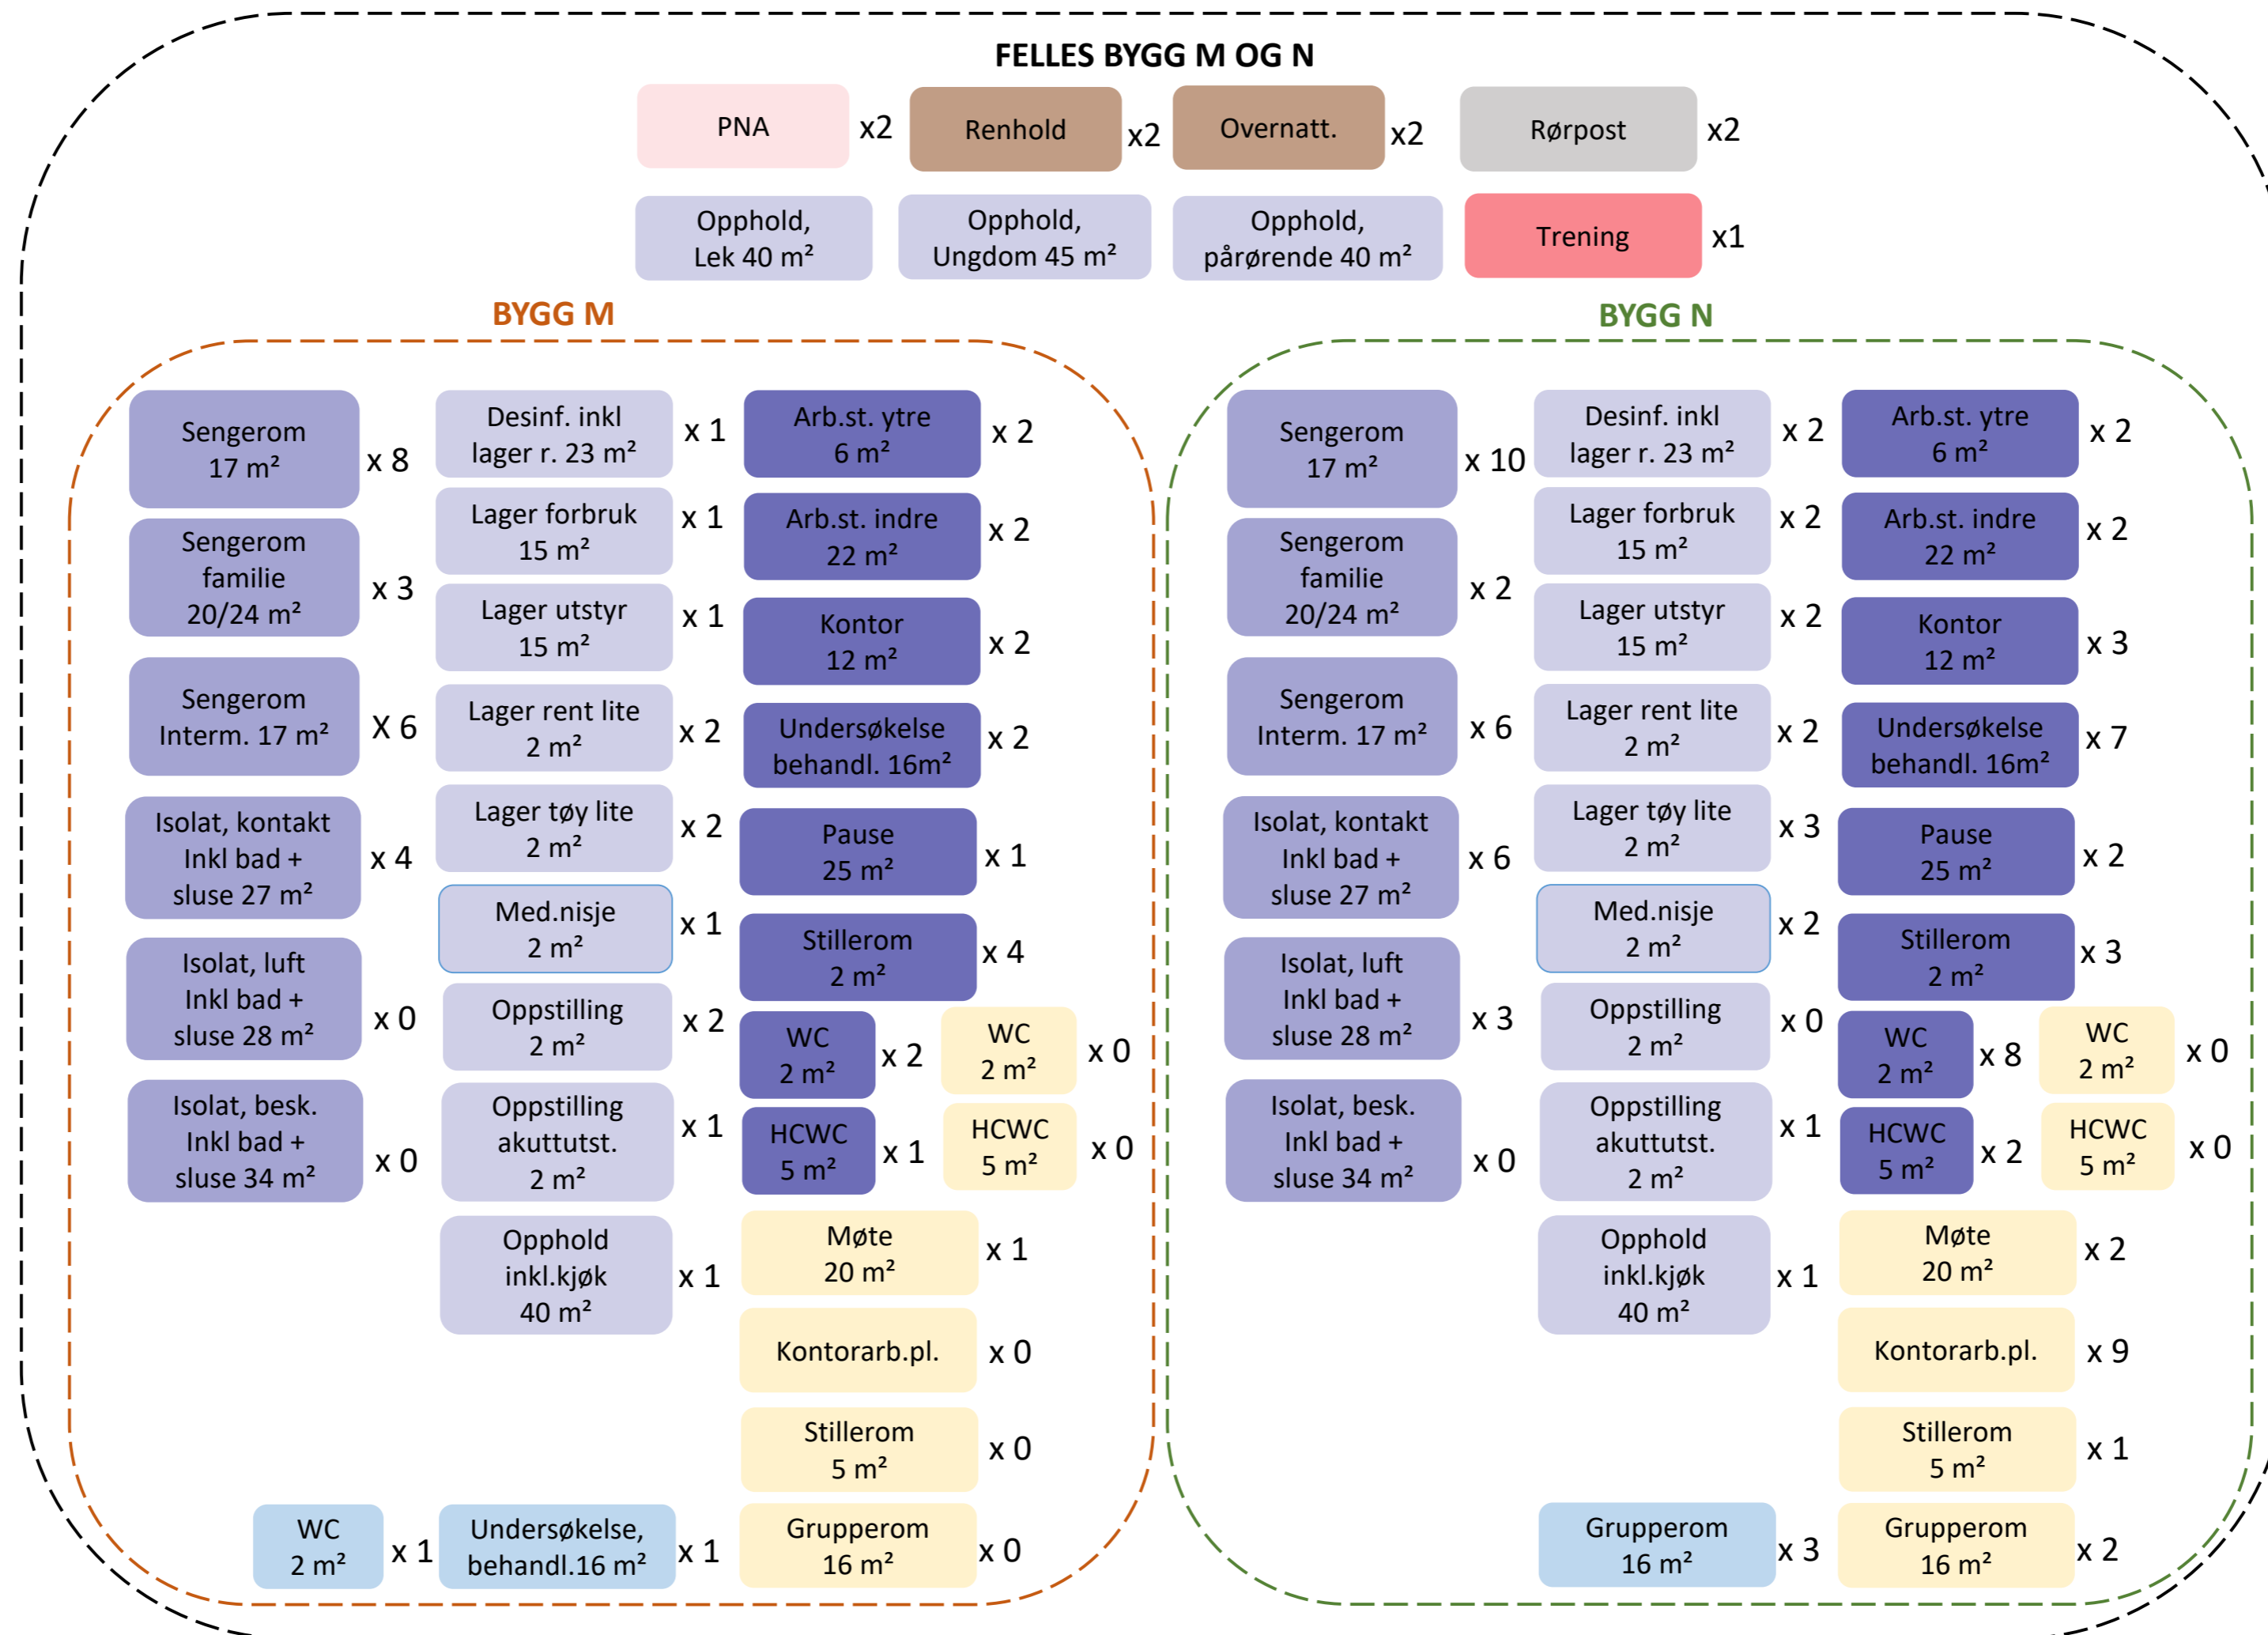 FELLES BYGG M OG N
PNA
x2
Renhold
x2
Overnatt.
x2
Rørpost
x2
Opphold,
Lek 40 m²
Opphold,
Ungdom 45 m²
Opphold,
pårørende 40 m²
Trening
x1
BYGG M
Sengerom
17 m²
x 8
Sengerom
familie
20/24 m²
x 3
Sengerom
Interm. 17 m²
X 6
Isolat, kontakt
Inkl bad +
sluse 27 m²
x 4
Isolat, luft
Inkl bad +
sluse 28 m²
x 0
Isolat, besk.
Inkl bad +
sluse 34 m²
x 0
Desinf. inkl
lager r. 23 m²
x 1
Lager forbruk
15 m²
x 1
Lager utstyr
15 m²
x 1
Lager rent lite
2 m²
x 2
Lager tøy lite
2 m²
x 2
Med.nisje
2 m²
x 1
Oppstilling
2 m²
x 2
Oppstilling
akuttutst.
2 m²
x 1
Opphold
inkl.kjøk
40 m²
x 1
Arb.st. ytre
6 m²
x 2
Arb.st. indre
22 m²
x 2
Kontor
12 m²
x 2
Undersøkelse
behandl. 16m²
x 2
Pause
25 m²
x 1
Stillerom
2 m²
x 4
WC
2 m²
x 2
WC
2 m²
x 0
HCWC
5 m²
x 1
HCWC
5 m²
x 0
Møte
20 m²
x 1
Kontorarb.pl.
x 0
Stillerom
5 m²
x 0
WC
2 m²
x 1
Undersøkelse,
behandl.16 m²
x 1
Grupperom
16 m²
x 0
BYGG N
Sengerom
17 m²
x 10
Sengerom
familie
20/24 m²
x 2
Sengerom
Interm. 17 m²
x 6
Isolat, kontakt
Inkl bad +
sluse 27 m²
x 6
Isolat, luft
Inkl bad +
sluse 28 m²
x 3
Isolat, besk.
Inkl bad +
sluse 34 m²
x 0
Desinf. inkl
lager r. 23 m²
x 2
Lager forbruk
15 m²
x 2
Lager utstyr
15 m²
x 2
Lager rent lite
2 m²
x 2
Lager tøy lite
2 m²
x 3
Med.nisje
2 m²
x 2
Oppstilling
2 m²
x 0
Oppstilling
akuttutst.
2 m²
x 1
Opphold
inkl.kjøk
40 m²
x 1
Arb.st. ytre
6 m²
x 2
Arb.st. indre
22 m²
x 2
Kontor
12 m²
x 3
Undersøkelse
behandl. 16m²
x 7
Pause
25 m²
x 2
Stillerom
2 m²
x 3
WC
2 m²
x 8
WC
2 m²
x 0
HCWC
5 m²
x 2
HCWC
5 m²
x 0
Møte
20 m²
x 2
Kontorarb.pl.
x 9
Stillerom
5 m²
x 1
Grupperom
16 m²
x 3
Grupperom
16 m²
x 2